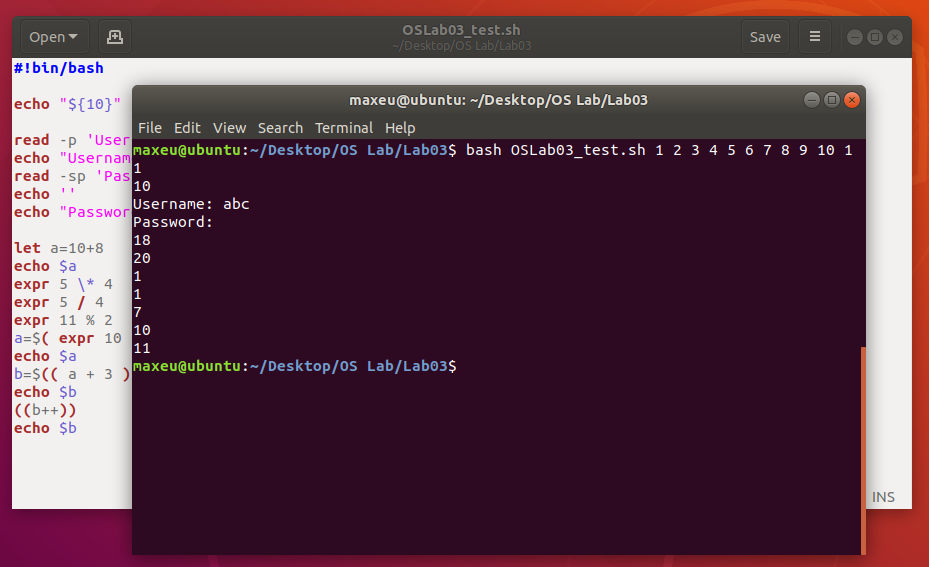 Open
OSLab03_test.sh
~/Desktop/OS Lab/Lab03
Save
#!bin/bash
echo "${10}"
read -p 'User
echo "Usernam
read -sp 'Pas
echo ''
echo "Passwor
let a=10+8
echo $a
expr 5 \* 4
expr 5 / 4
expr 11 % 2
a=$( expr 10
echo $a
b=$(( a + 3 )
echo $b
((b++))
echo $b
INS
maxeu@ubuntu: ~/Desktop/OS Lab/Lab03
File Edit View Search Terminal Help
maxeu@ubuntu:~/Desktop/OS Lab/Lab03$ bash OSLab03_test.sh 1 2 3 4 5 6 7 8 9 10 1
1
10
Username: abc
Password:
18
20
1
1
7
10
11
maxeu@ubuntu:~/Desktop/OS Lab/Lab03$